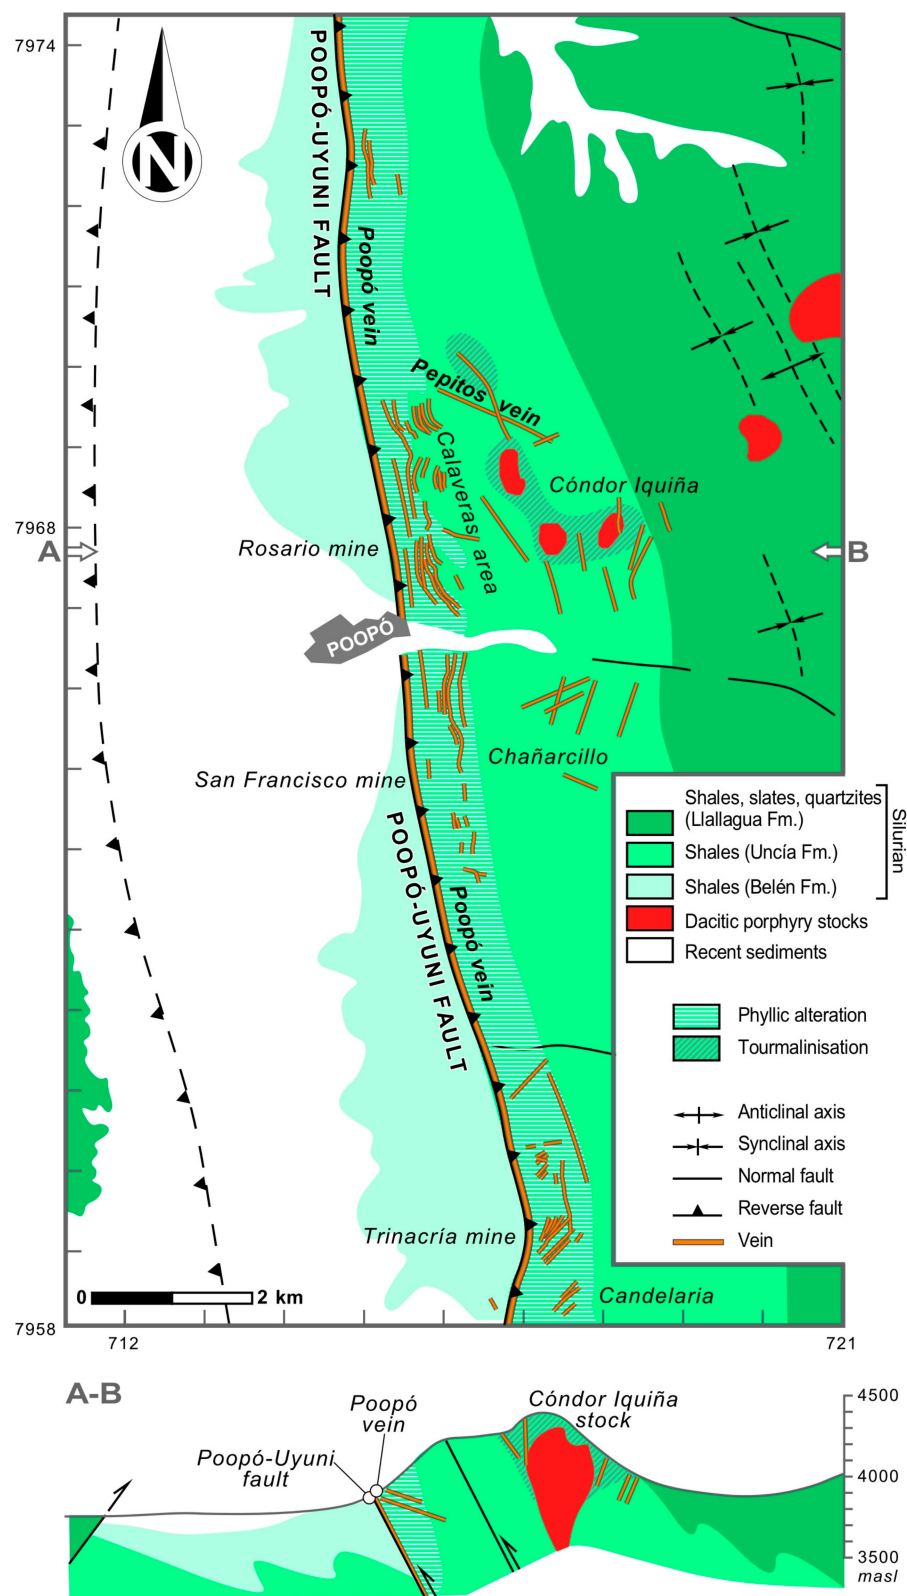 7974
N
POOPÓ-UYUNI FAULT
Poopó vein
Pepitos vein
Calaveras area
Cóndor Iquiña
7968
A
B
Rosario mine
POOPÓ
San Francisco mine
Chañarcillo
POOPÓ-UYUNI FAULT
Poopó vein
Shales, slates, quartzites
(Llallagua Fm.)
Shales (Uncía Fm.)
Shales (Belén Fm.)
Silurian
Dacitic porphyry stocks
Recent sediments
Phyllic alteration
Tourmalinisation
Anticlinal axis
Synclinal axis
Normal fault
Reverse fault
Vein
Trinacría mine
Candelaria
0
2 km
7958
712
721
A-B
Poopó
vein
Poopó-Uyuni
fault
Cóndor Iquiña
stock
4500
4000
3500
masl